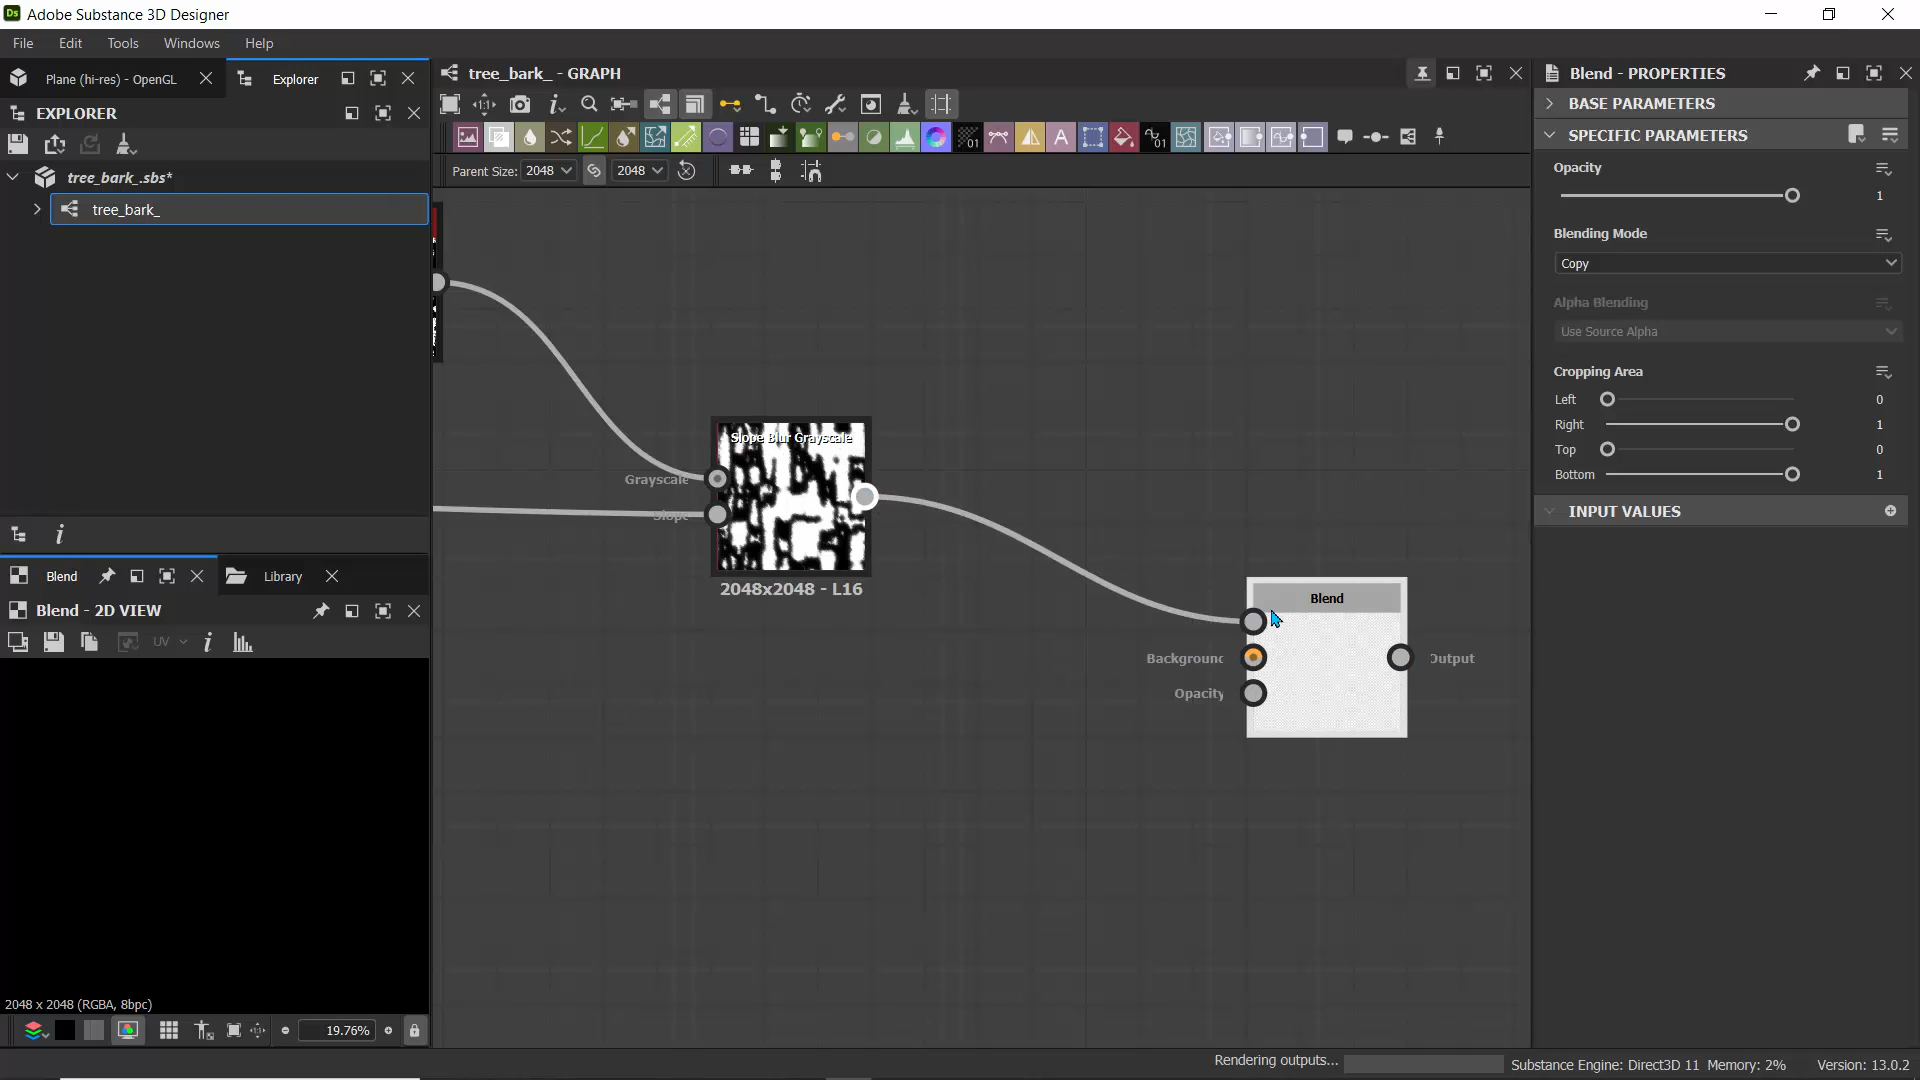 Adobe Substance 3D Designer
File Edit Tools Windows Help
Plane (hi-res) - OpenGL Explorer
EXPLORER
tree_bark_.sbs*
tree_bark_
Blend Library
Blend - 2D VIEW
UV
2048 x 2048 (RGBA, 8bpc)
19.76%
tree_bark_ - GRAPH
Parent Size: 2048 2048
Slope Blur Grayscale
Grayscale
Slope
2048x2048 - L16
Blend
Background
Output
Opacity
Blend - PROPERTIES
BASE PARAMETERS
SPECIFIC PARAMETERS
Opacity
1
Blending Mode
Copy
Alpha Blending
Use Source Alpha
Cropping Area
Left 0
Right 1
Top 0
Bottom 1
INPUT VALUES
Rendering outputs... Substance Engine: Direct3D 11 Memory: 2% Version: 13.0.2